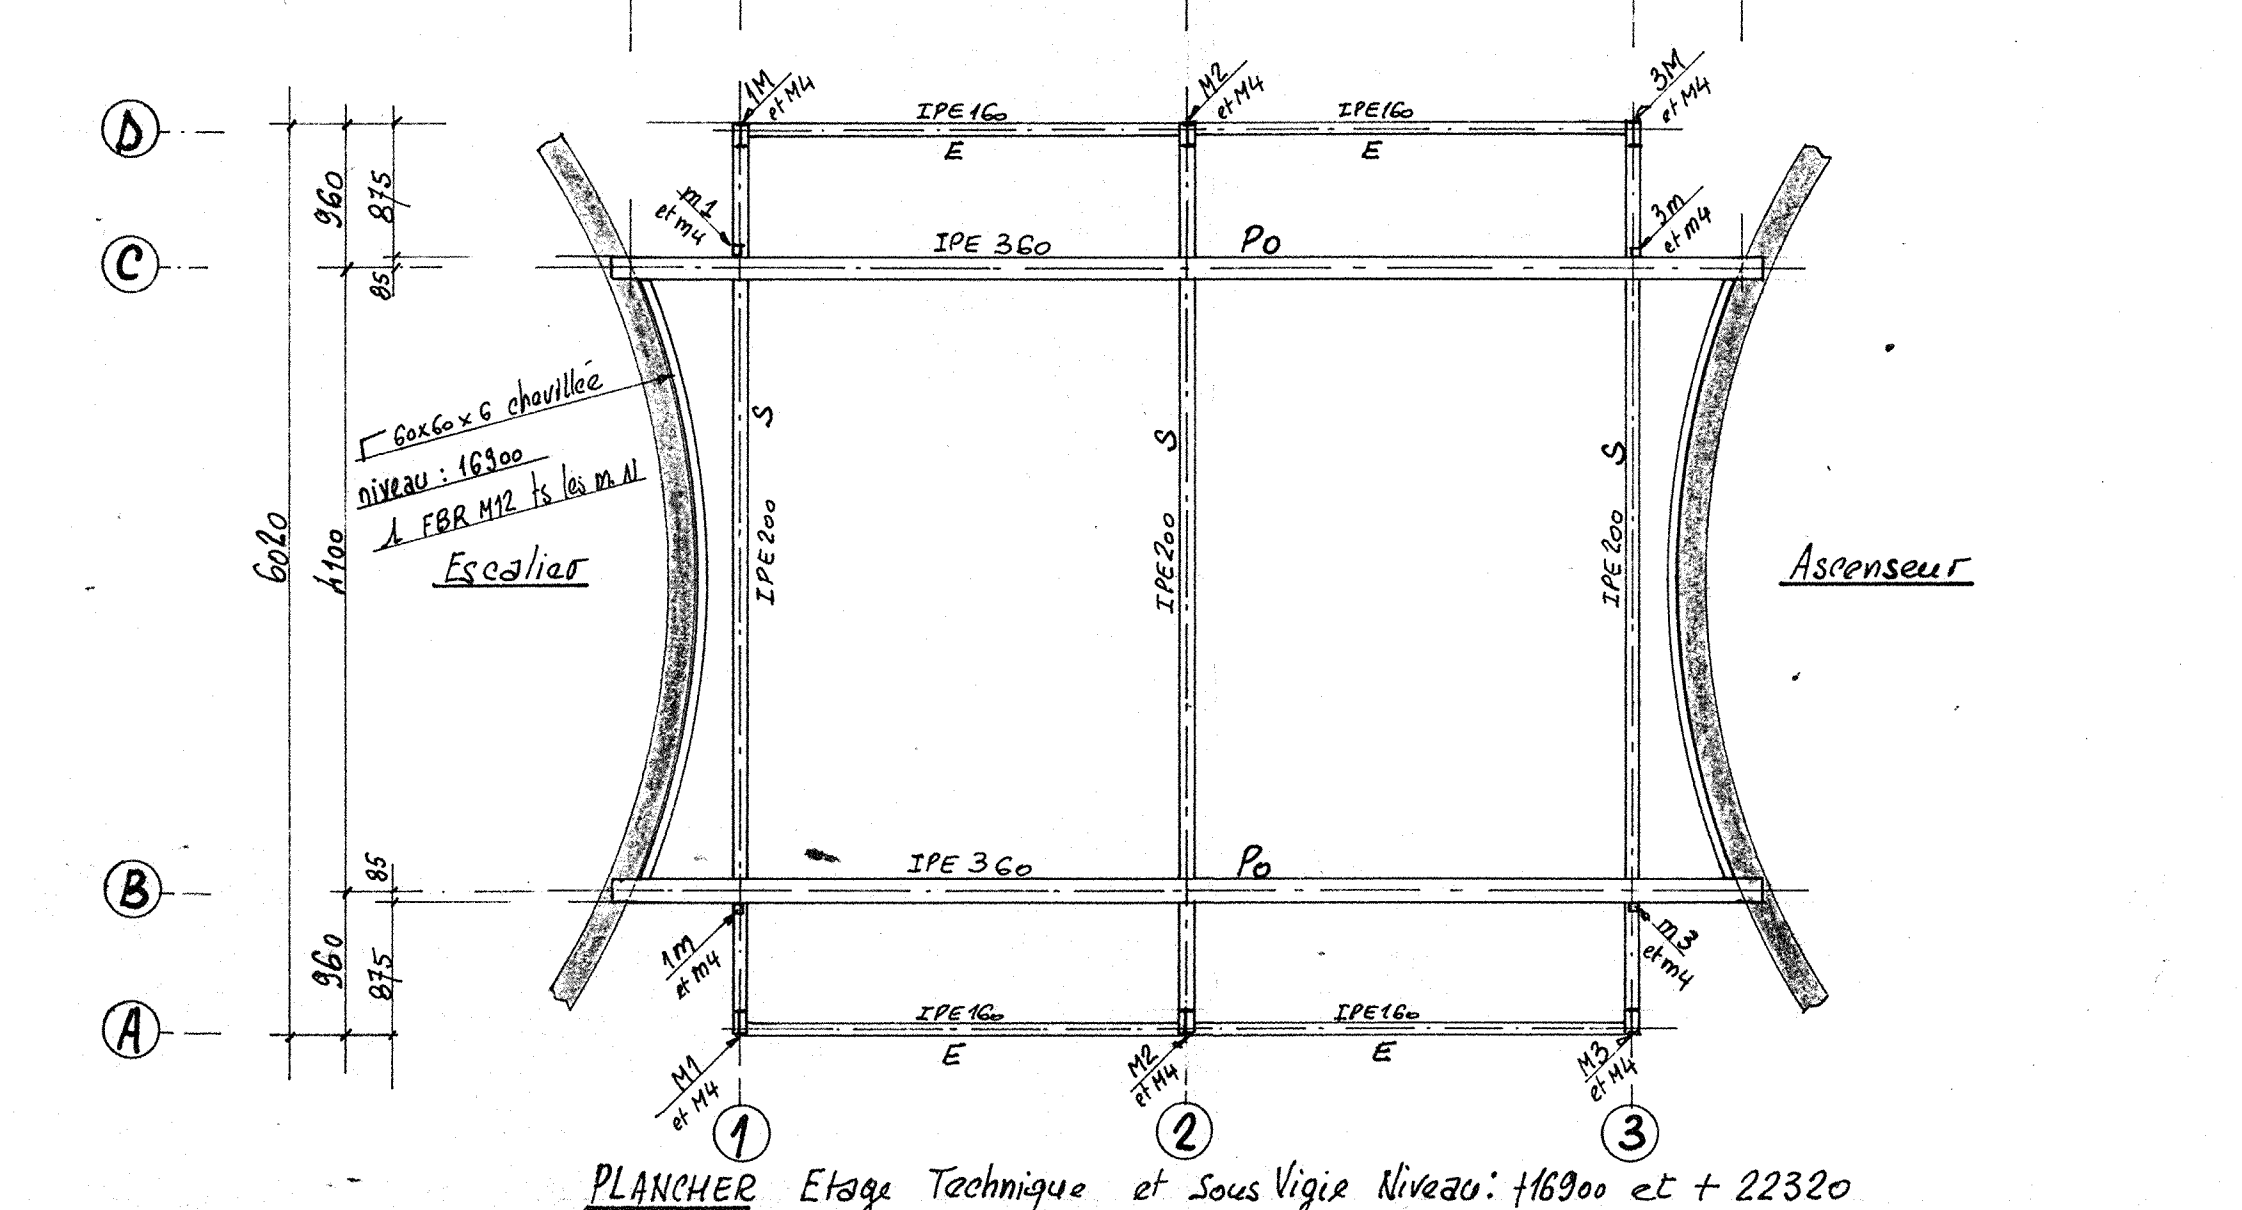 1M
et M4
M2
et M4
3M
et M4
D
IPE 160
IPE 160
E
E
960
875
m1
et m4
3m
et m4
C
IPE 360
Po
85
60x60x6 chevillée
niveau : 16900
1 FBR M12 ts les m.
S
S
S
6020
4100
IPE 200
IPE 200
IPE 200
Escalier
Ascenseur
85
IPE 360
Po
B
960
875
1m
et m4
m3
et m4
A
IPE 160
IPE 160
E
E
M1
et M4
M2
et M4
M3
et M4
1
2
3
PLANCHER Etage Technique et Sous Vigie Niveau: +16900 et + 22320